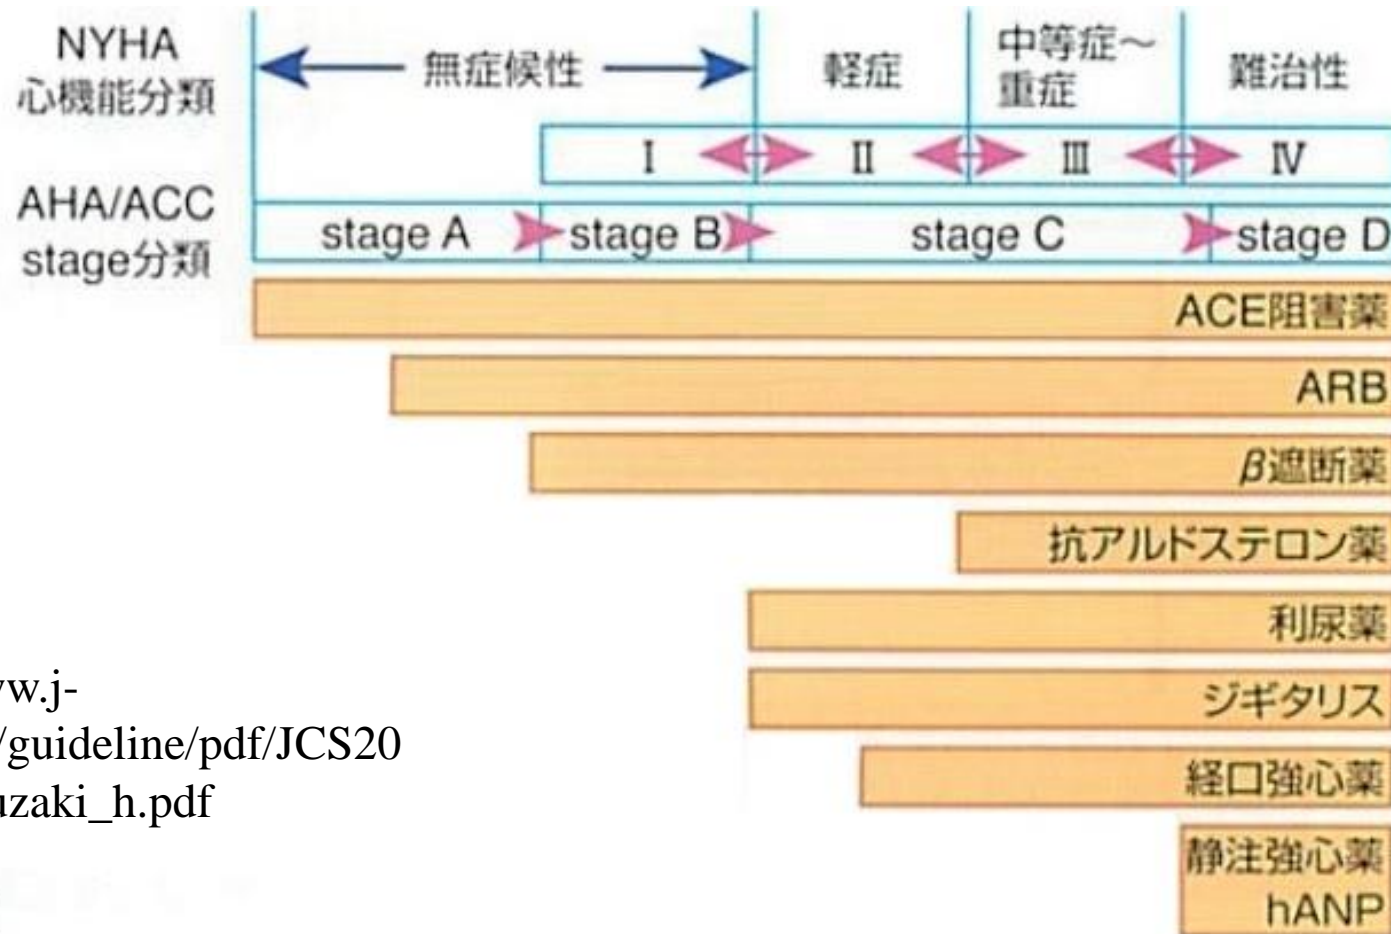 NYHA
心機能分類
無症候性
軽症
中等症～
重症
難治性
I
II
III
IV
AHA/ACC
stage分類
stage A
stage B
stage C
stage D
ACE阻害薬
ARB
β遮断薬
抗アルドステロン薬
利尿薬
ジギタリス
経口強心薬
静注強心薬
hANP
w.j-
/guideline/pdf/JCS20
uzaki_h.pdf